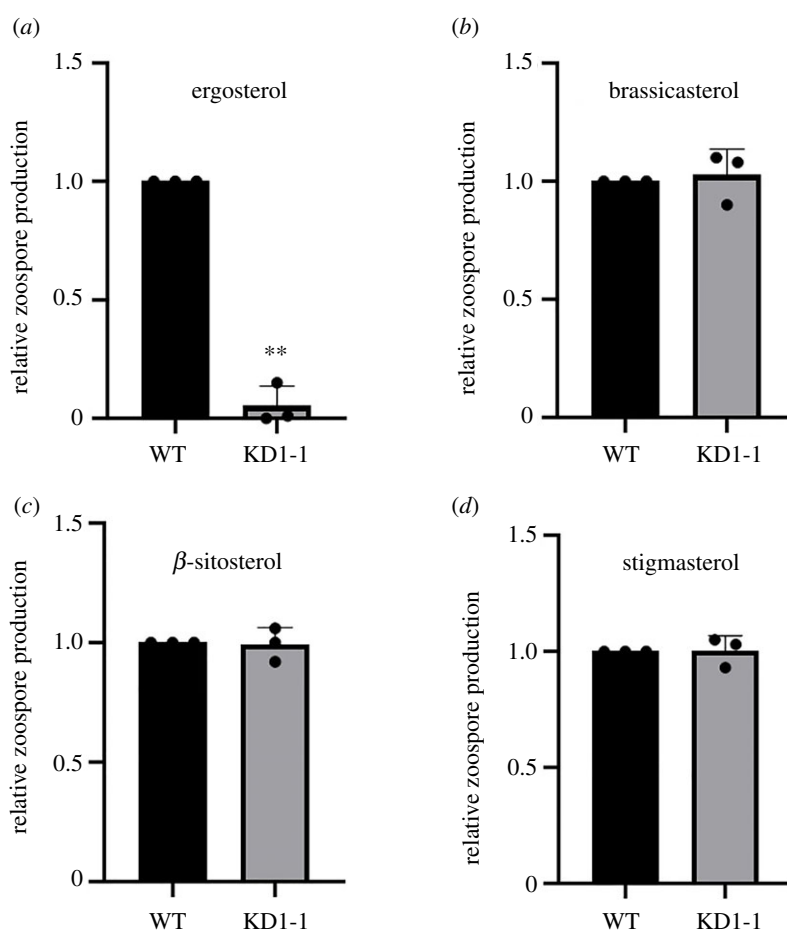 (a)
1.5
ergosterol
relative zoospore production
1.0
0.5
**
0
WT KD1-1
(b)
1.5
brassicasterol
relative zoospore production
1.0
0.5
0
WT KD1-1
(c)
1.5
β-sitosterol
relative zoospore production
1.0
0.5
0
WT KD1-1
(d)
1.5
stigmasterol
relative zoospore production
1.0
0.5
0
WT KD1-1